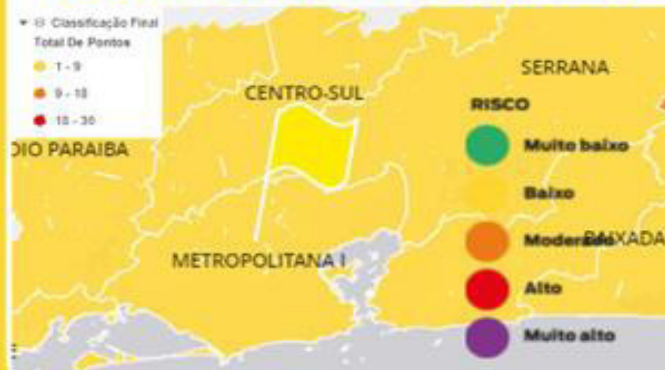 Classificação Final
Total De Pontos
1 - 9
9 - 18
18 - 30
CENTRO-SUL
SERRANA
RISCO
Muito baixo
DIO PARAIBA
Baixo
METROPOLITANA I
Moderado
BAIXADA
Alto
Muito alto